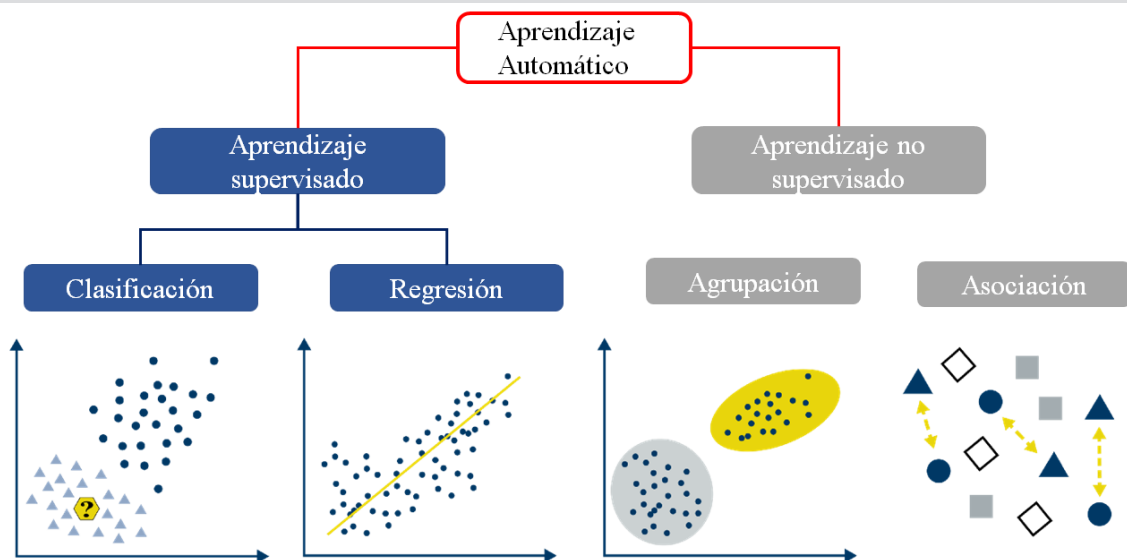 Aprendizaje
Automático
Aprendizaje
supervisado
Aprendizaje no
supervisado
Clasificación
Regresión
Agrupación
Asociación
?